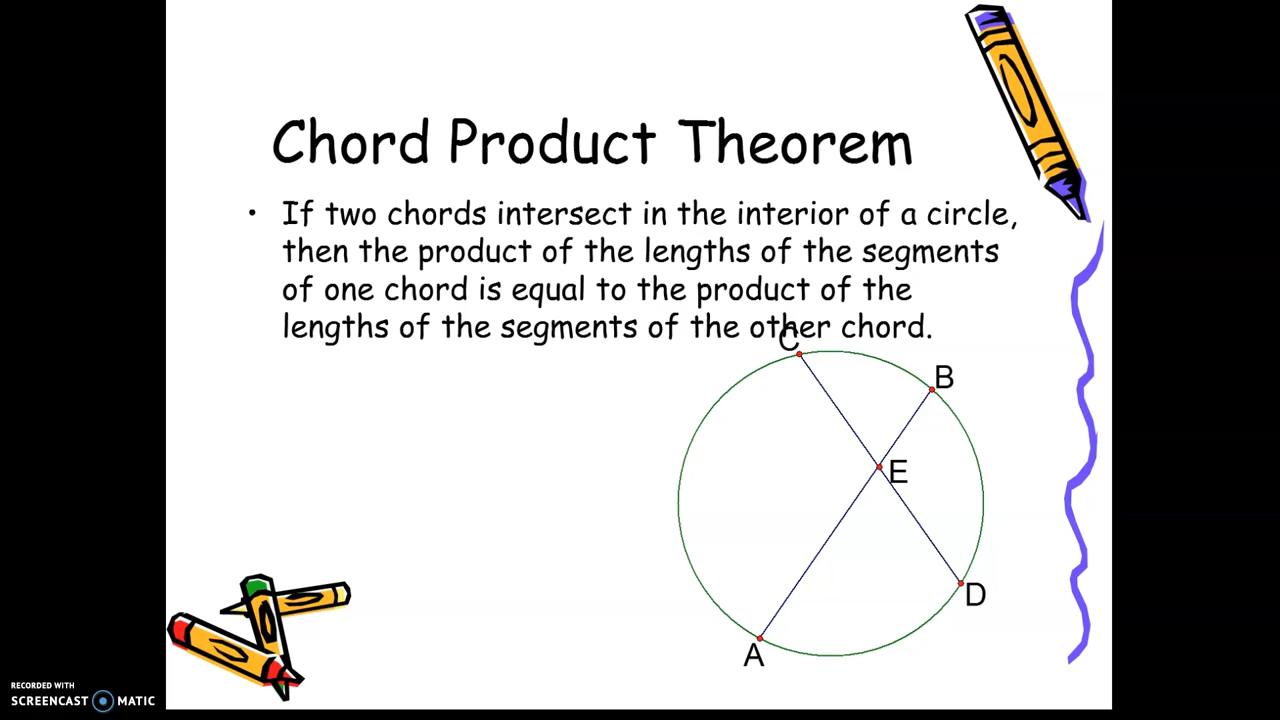 Chord Product Theorem
• If two chords intersect in the interior of a circle,
then the product of the lengths of the segments
of one chord is equal to the product of the
lengths of the segments of the other chord.
C
B
E
D
A
RECORDED WITH
SCREENCAST MATIC